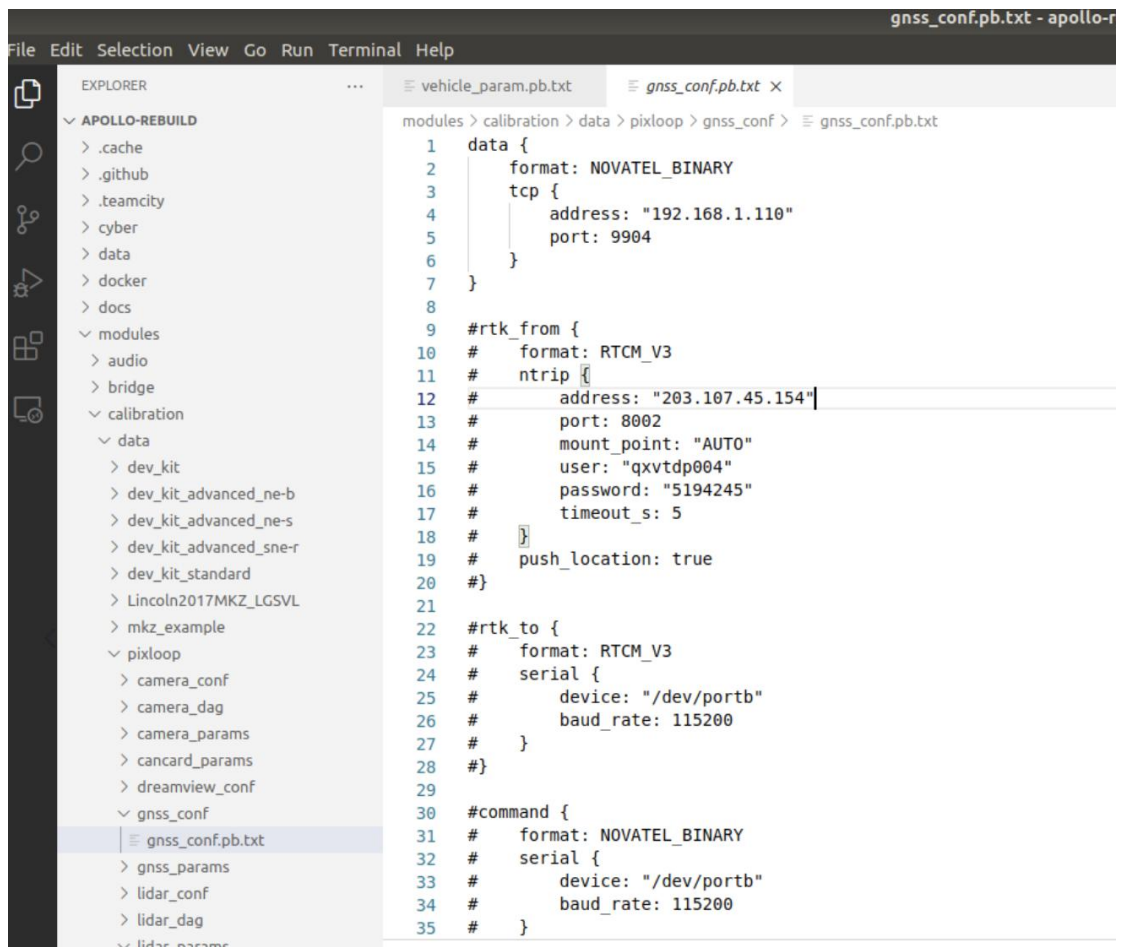 gnss_conf.pb.txt - apollo-r
File Edit Selection View Go Run Terminal Help
EXPLORER ...
APOLLO-REBUILD
.cache
.github
.teamcity
cyber
data
docker
docs
modules
audio
bridge
calibration
data
dev_kit
dev_kit_advanced_ne-b
dev_kit_advanced_ne-s
dev_kit_advanced_sne-r
dev_kit_standard
Lincoln2017MKZ_LGSVL
mkz_example
pixloop
camera_conf
camera_dag
camera_params
cancard_params
dreamview_conf
gnss_conf
gnss_conf.pb.txt
gnss_params
lidar_conf
lidar_dag
lidar_params
vehicle_param.pb.txt gnss_conf.pb.txt ×
modules > calibration > data > pixloop > gnss_conf > gnss_conf.pb.txt
1 data {
2     format: NOVATEL_BINARY
3     tcp {
4         address: "192.168.1.110"
5         port: 9904
6     }
7 }
8
9 #rtk_from {
10 #    format: RTCM_V3
11 #    ntrip {
12 #        address: "203.107.45.154"
13 #        port: 8002
14 #        mount_point: "AUTO"
15 #        user: "qxvtdp004"
16 #        password: "5194245"
17 #        timeout_s: 5
18 #    }
19 #    push_location: true
20 #}
21
22 #rtk_to {
23 #    format: RTCM_V3
24 #    serial {
25 #        device: "/dev/portb"
26 #        baud_rate: 115200
27 #    }
28 #}
29
30 #command {
31 #    format: NOVATEL_BINARY
32 #    serial {
33 #        device: "/dev/portb"
34 #        baud_rate: 115200
35 #    }